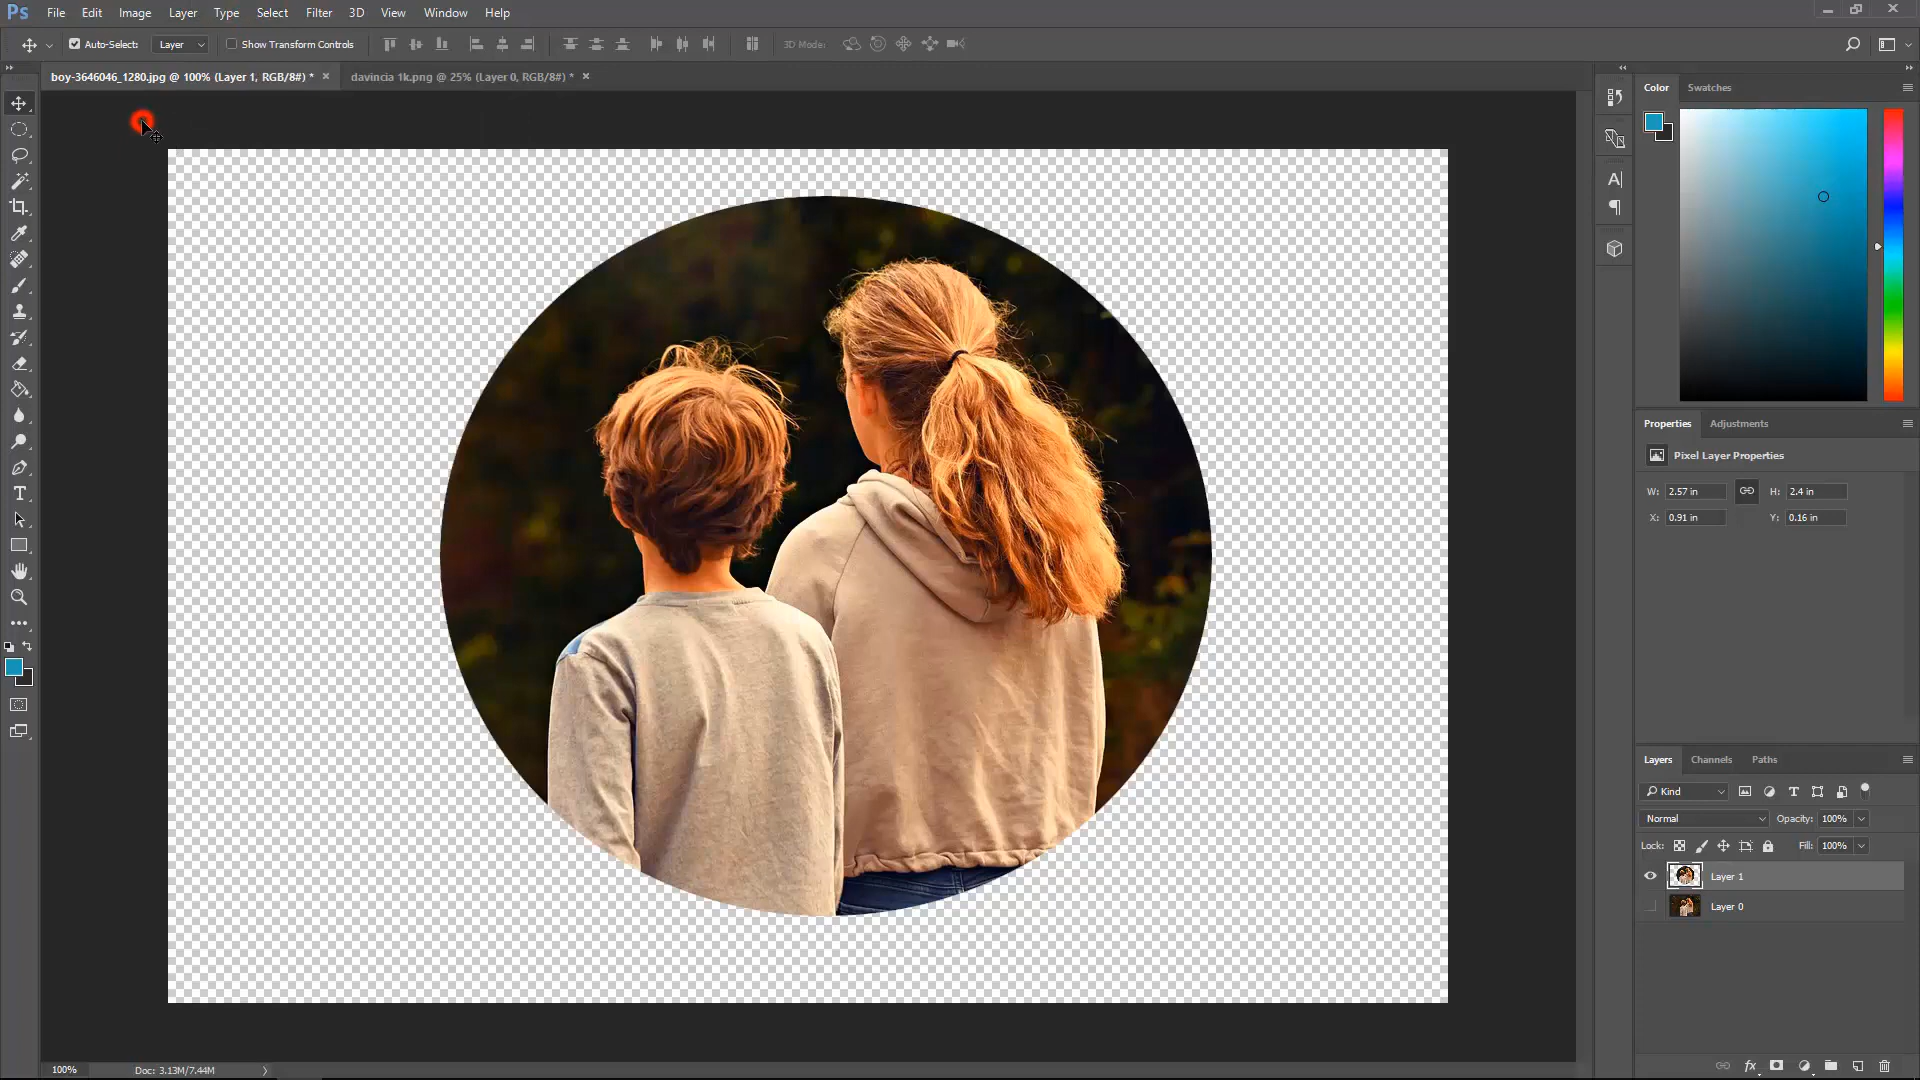 Ps File Edit Image Layer Type Select Filter 3D View Window Help
Auto-Select: Layer Show Transform Controls 3D Mode:
boy-3646046_1280.jpg @ 100% (Layer 1, RGB/8#) * × davincia 1k.png @ 25% (Layer 0, RGB/8#) * ×
Color Swatches
Properties Adjustments
Pixel Layer Properties
W: 2.57 in H: 2.4 in
X: 0.91 in Y: 0.16 in
Layers Channels Paths
Kind
Normal Opacity: 100%
Lock: Fill: 100%
Layer 1
Layer 0
100% Doc: 3.13M/7.44M